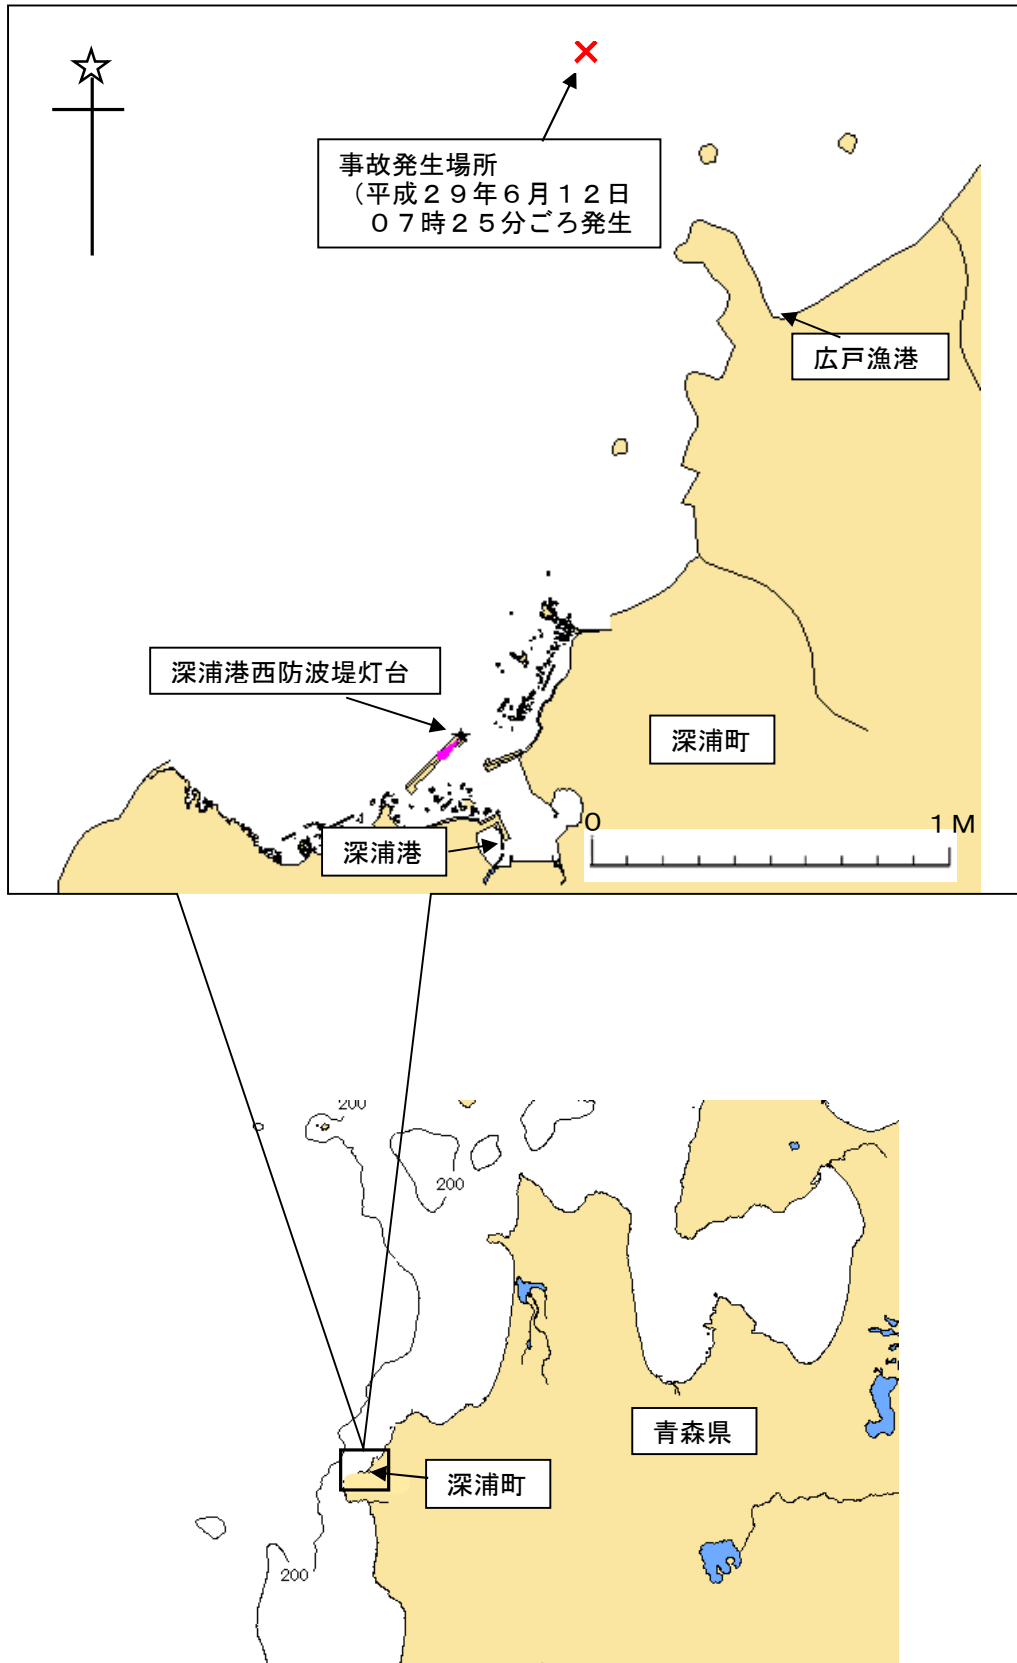 事故発生場所
(平成29年6月12日
07時25分ごろ発生
広戸漁港
深浦港西防波堤灯台
深浦町
0 1M
深浦港
200
200
青森県
深浦町
200